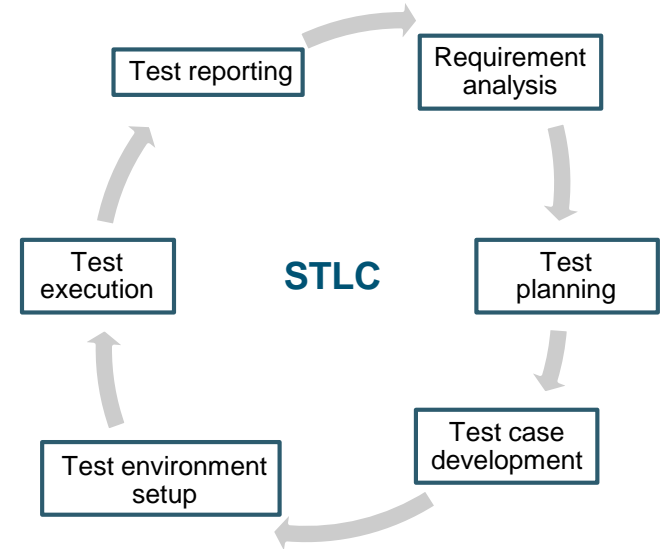 Test reporting
Requirement
analysis
Test
execution
STLC
Test
planning
Test case
development
Test environment
setup